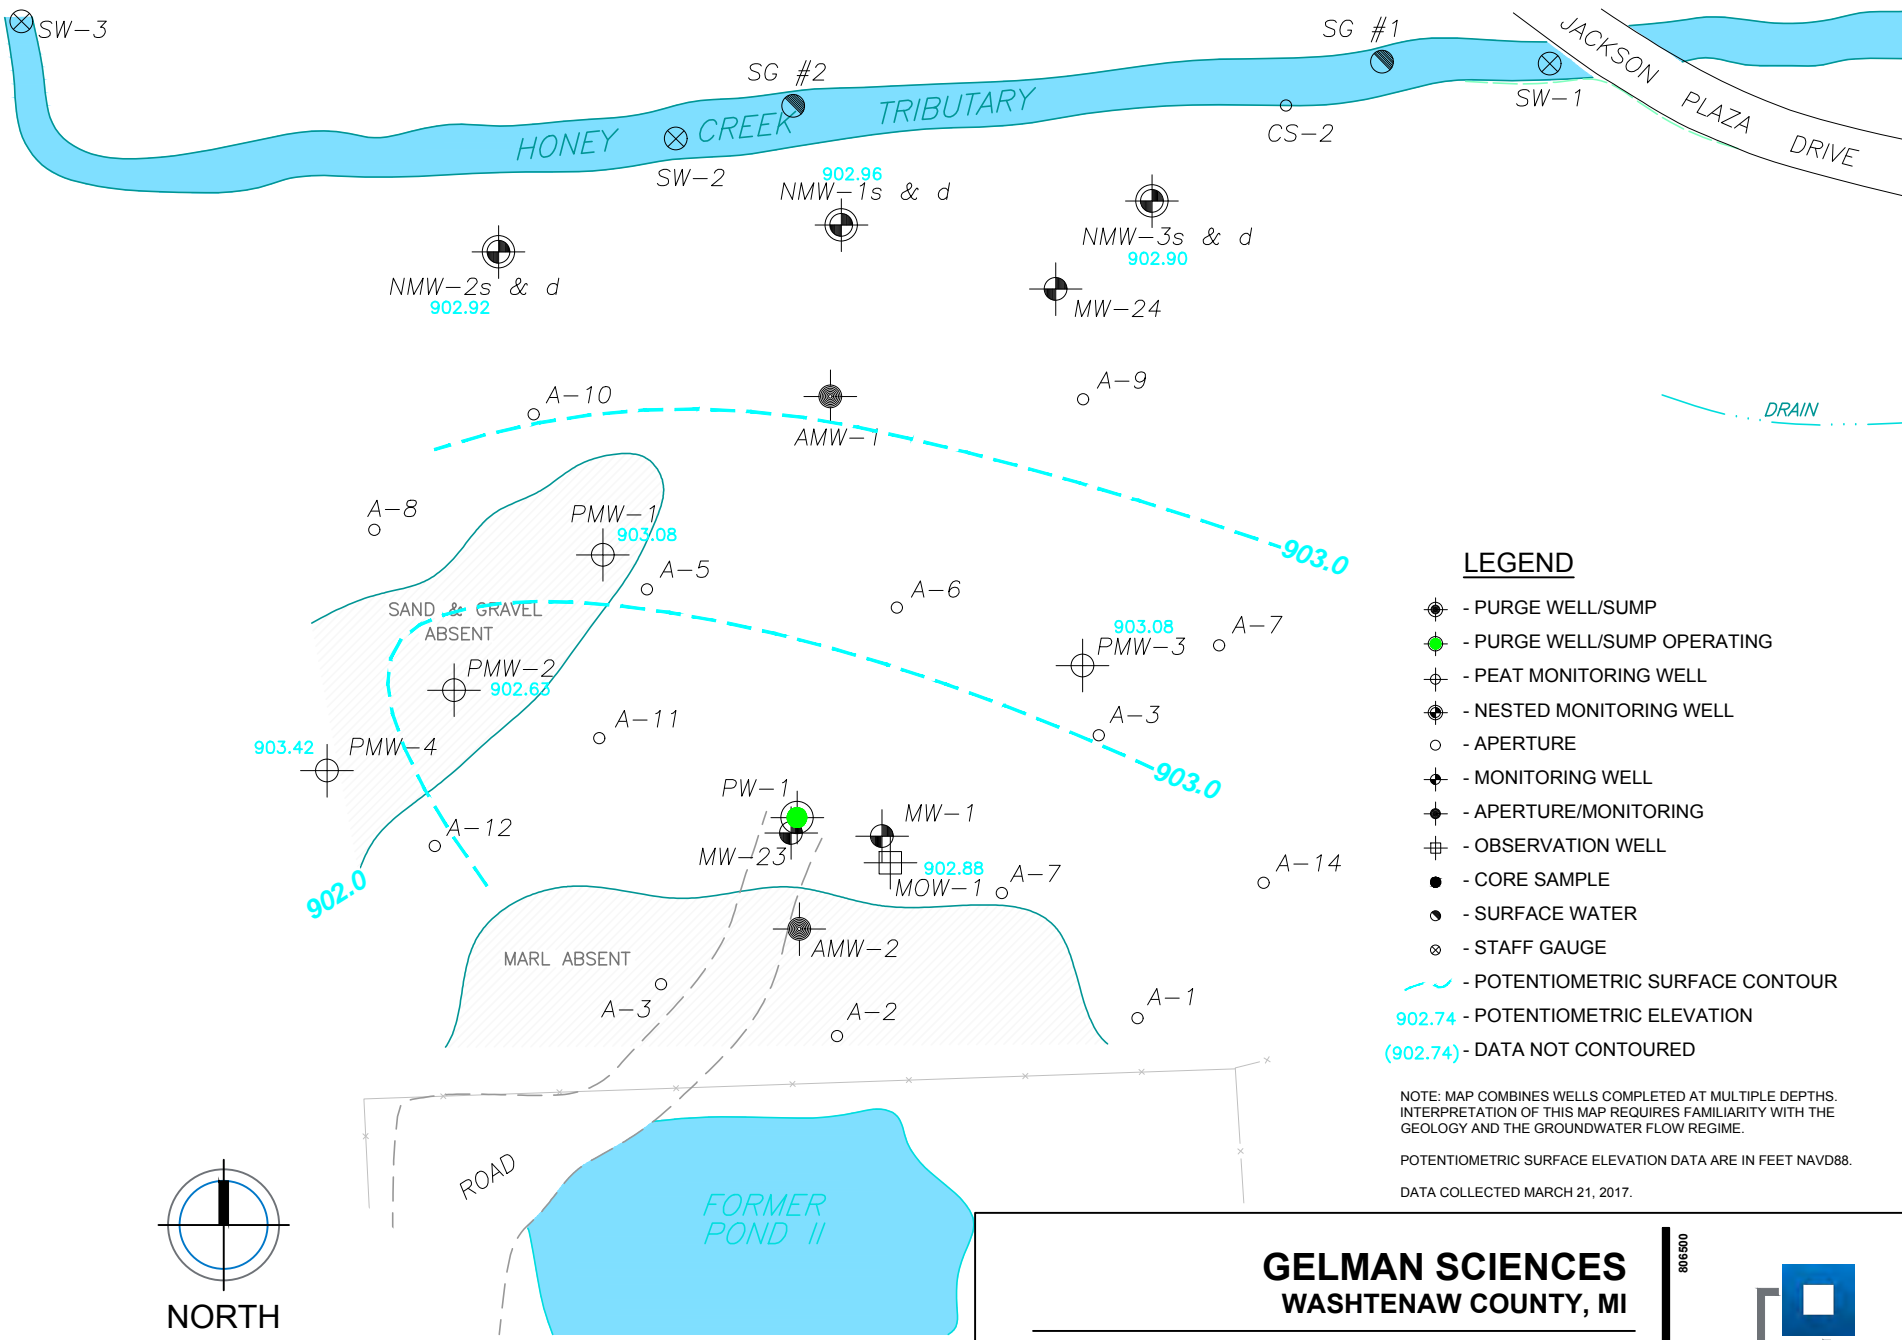 SW-3
SG #1
JACKSON PLAZA DRIVE
SG #2
SW-1
HONEY CREEK TRIBUTARY
CS-2
SW-2
902.96
NMW-1s & d
NMW-3s & d
902.90
NMW-2s & d
902.92
MW-24
A-10
A-9
DRAIN
AMW-1
A-8
PMW-1
903.08
903.0
A-5
A-6
SAND & GRAVEL
ABSENT
903.08
PMW-3
A-7
PMW-2
902.63
A-11
A-3
903.42
PMW-4
903.0
PW-1
MW-1
A-12
MW-23
902.88
MOW-1
A-7
A-14
902.0
AMW-2
MARL ABSENT
A-3
A-2
A-1
ROAD
FORMER
POND II
NORTH
LEGEND
- PURGE WELL/SUMP
- PURGE WELL/SUMP OPERATING
- PEAT MONITORING WELL
- NESTED MONITORING WELL
- APERTURE
- MONITORING WELL
- APERTURE/MONITORING
- OBSERVATION WELL
- CORE SAMPLE
- SURFACE WATER
- STAFF GAUGE
- POTENTIOMETRIC SURFACE CONTOUR
902.74 - POTENTIOMETRIC ELEVATION
(902.74) - DATA NOT CONTOURED
NOTE: MAP COMBINES WELLS COMPLETED AT MULTIPLE DEPTHS.
INTERPRETATION OF THIS MAP REQUIRES FAMILIARITY WITH THE
GEOLOGY AND THE GROUNDWATER FLOW REGIME.
POTENTIOMETRIC SURFACE ELEVATION DATA ARE IN FEET NAVD88.
DATA COLLECTED MARCH 21, 2017.
GELMAN SCIENCES
WASHTENAW COUNTY, MI
806500